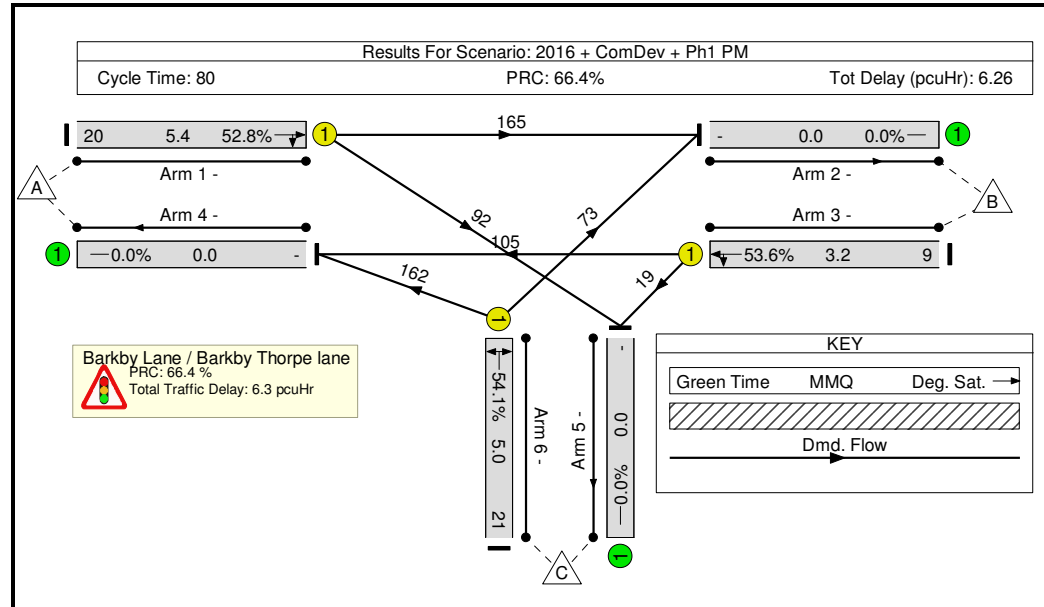 Results For Scenario: 2016 + ComDev + Ph1 PM
Cycle Time: 80 PRC: 66.4% Tot Delay (pcuHr): 6.26
20 5.4 52.8%
1
165
- 0.0 0.0%
1
Arm 1 -
Arm 2 -
A
B
92
73
Arm 4 -
Arm 3 -
1
0.0% 0.0 -
105
1
53.6% 3.2 9
162
19
1
Barkby Lane / Barkby Thorpe lane
PRC: 66.4 %
Total Traffic Delay: 6.3 pcuHr
54.1% 5.0 21
Arm 6 -
Arm 5 -
- 0.0 0.0%
1
C
KEY
Green Time MMQ Deg. Sat.
Dmd. Flow